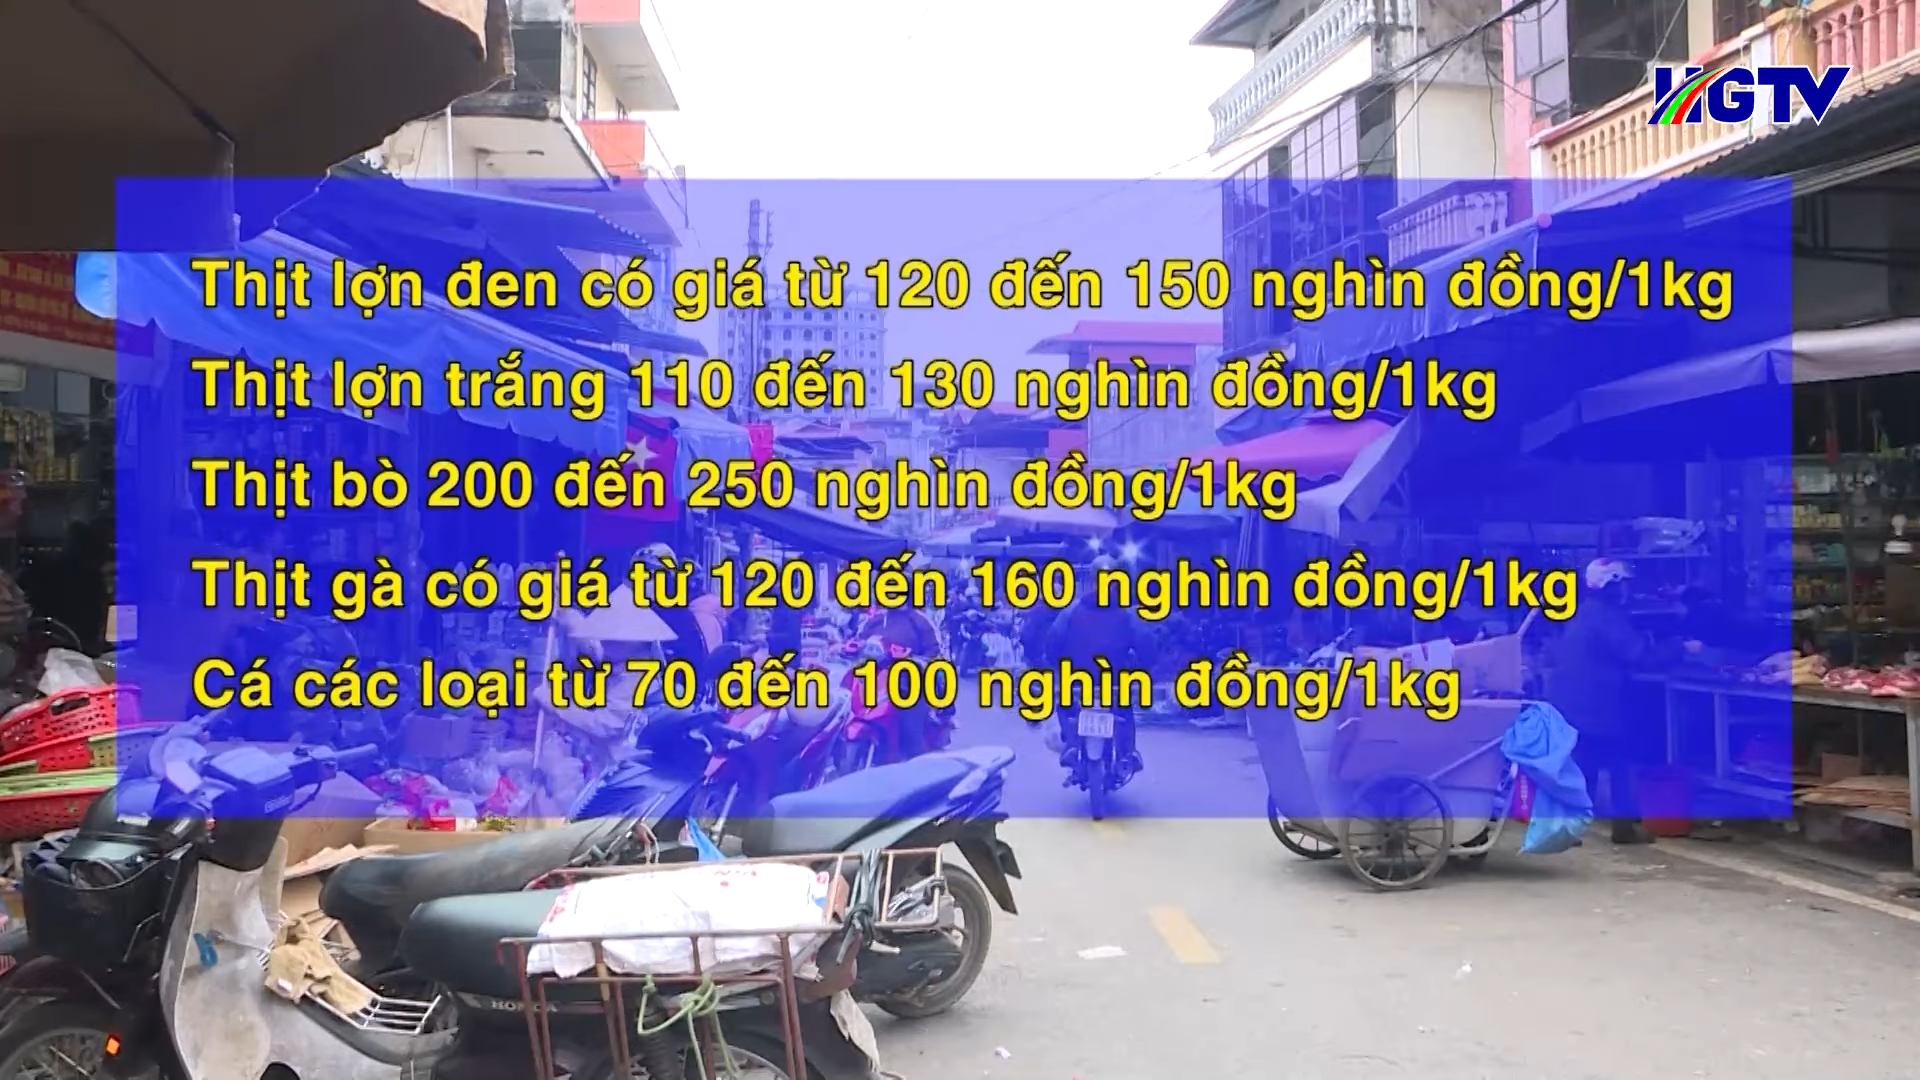 HGTV
Thịt lợn đen có giá từ 120 đến 150 nghìn đồng/1kg
Thịt lợn trắng 110 đến 130 nghìn đồng/1kg
Thịt bò 200 đến 250 nghìn đồng/1kg
Thịt gà có giá từ 120 đến 160 nghìn đồng/1kg
Cá các loại từ 70 đến 100 nghìn đồng/1kg
HONDA